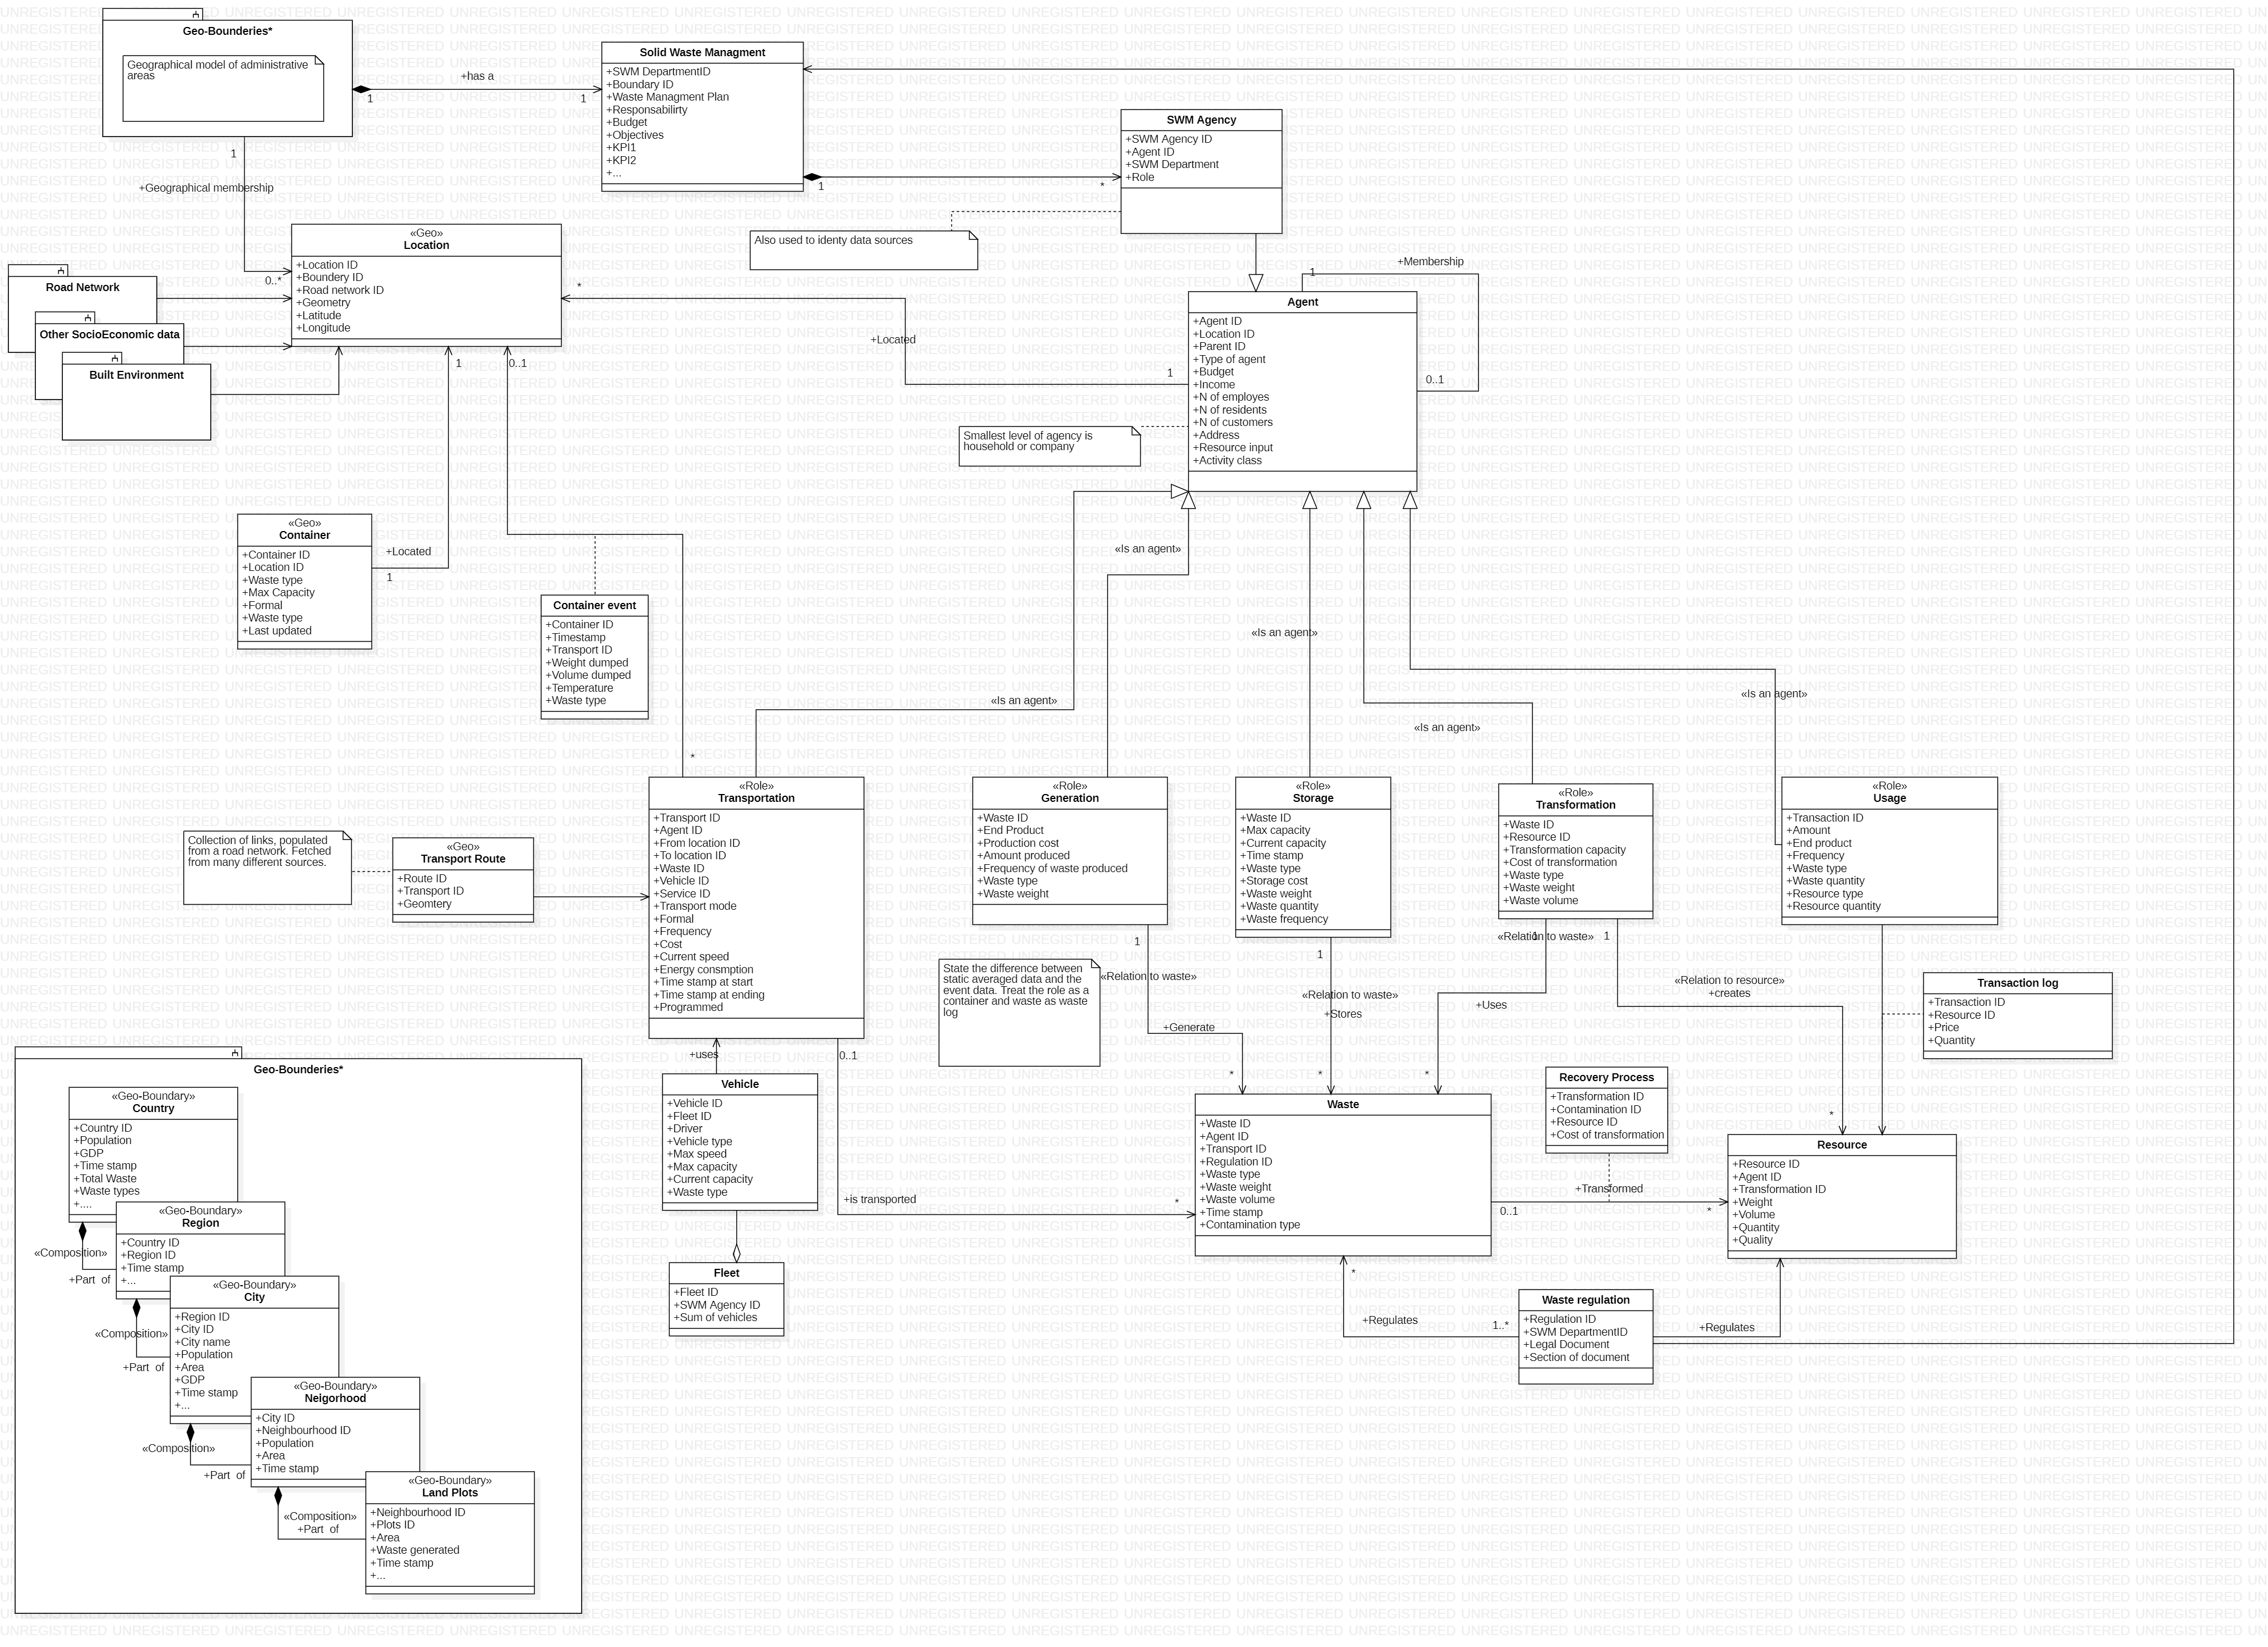 Geo-Bounderies*
Geographical model of administrative
areas
+has a
1
1
Solid Waste Managment
+SWM DepartmentID
+Boundary ID
+Waste Managment Plan
+Responsabilirty
+Budget
+Objectives
+KPI1
+KPI2
+...
1
*
SWM Agency
+SWM Agency ID
+Agent ID
+SWM Department
+Role
Also used to identy data sources
1
+Geographical membership
0..*
«Geo»
Location
+Location ID
+Boundery ID
+Road network ID
+Geometry
+Latitude
+Longitude
Road Network
Other SocioEconomic data
Built Environment
*
+Located
1
1
0..1
+Membership
1
0..1
Agent
+Agent ID
+Location ID
+Parent ID
+Type of agent
+Budget
+Income
+N of employes
+N of residents
+N of customers
+Address
+Resource input
+Activity class
Smallest level of agency is
household or company
«Geo»
Container
+Container ID
+Location ID
+Waste type
+Max Capacity
+Formal
+Waste type
+Last updated
+Located
1
Container event
+Container ID
+Timestamp
+Transport ID
+Weight dumped
+Volume dumped
+Temperature
+Waste type
«Is an agent»
«Is an agent»
«Is an agent»
«Is an agent»
«Is an agent»
*
«Role»
Transportation
+Transport ID
+Agent ID
+From location ID
+To location ID
+Waste ID
+Vehicle ID
+Service ID
+Transport mode
+Formal
+Frequency
+Cost
+Current speed
+Energy consmption
+Time stamp at start
+Time stamp at ending
+Programmed
«Role»
Generation
+Waste ID
+End Product
+Production cost
+Amount produced
+Frequency of waste produced
+Waste type
+Waste weight
«Role»
Storage
+Waste ID
+Max capacity
+Current capacity
+Time stamp
+Waste type
+Storage cost
+Waste weight
+Waste quantity
+Waste frequency
«Role»
Transformation
+Waste ID
+Resource ID
+Transformation capacity
+Cost of transformation
+Waste type
+Waste weight
+Waste volume
«Role»
Usage
+Transaction ID
+Amount
+End product
+Frequency
+Waste type
+Waste quantity
+Resource type
+Resource quantity
Collection of links, populated
from a road network. Fetched
from many different sources.
«Geo»
Transport Route
+Route ID
+Transport ID
+Geomtery
State the difference between
static averaged data and the
event data. Treat the role as a
container and waste as waste
log
1
«Relation to waste»
+Generate
*
1
«Relation to waste»
+Stores
*
«Relation to waste»
1
+Uses
*
1
«Relation to resource»
+creates
*
Transaction log
+Transaction ID
+Resource ID
+Price
+Quantity
+uses
0..1
Vehicle
+Vehicle ID
+Fleet ID
+Driver
+Vehicle type
+Max speed
+Max capacity
+Current capacity
+Waste type
Fleet
+Fleet ID
+SWM Agency ID
+Sum of vehicles
+is transported
*
Waste
+Waste ID
+Agent ID
+Transport ID
+Regulation ID
+Waste type
+Waste weight
+Waste volume
+Time stamp
+Contamination type
Recovery Process
+Transformation ID
+Contamination ID
+Resource ID
+Cost of transformation
+Transformed
0..1
*
Resource
+Resource ID
+Agent ID
+Transformation ID
+Weight
+Volume
+Quantity
+Quality
*
+Regulates
1..*
Waste regulation
+Regulation ID
+SWM DepartmentID
+Legal Document
+Section of document
+Regulates
Geo-Bounderies*
«Geo-Boundary»
Country
+Country ID
+Population
+GDP
+Time stamp
+Total Waste
+Waste types
+....
«Composition»
+Part of
«Geo-Boundary»
Region
+Country ID
+Region ID
+Time stamp
+...
«Composition»
+Part of
«Geo-Boundary»
City
+Region ID
+City ID
+City name
+Population
+Area
+GDP
+Time stamp
+...
«Composition»
+Part of
«Geo-Boundary»
Neigorhood
+City ID
+Neighbourhood ID
+Population
+Area
+Time stamp
«Composition»
+Part of
«Geo-Boundary»
Land Plots
+Neighbourhood ID
+Plots ID
+Area
+Waste generated
+Time stamp
+...
UNREGISTERED